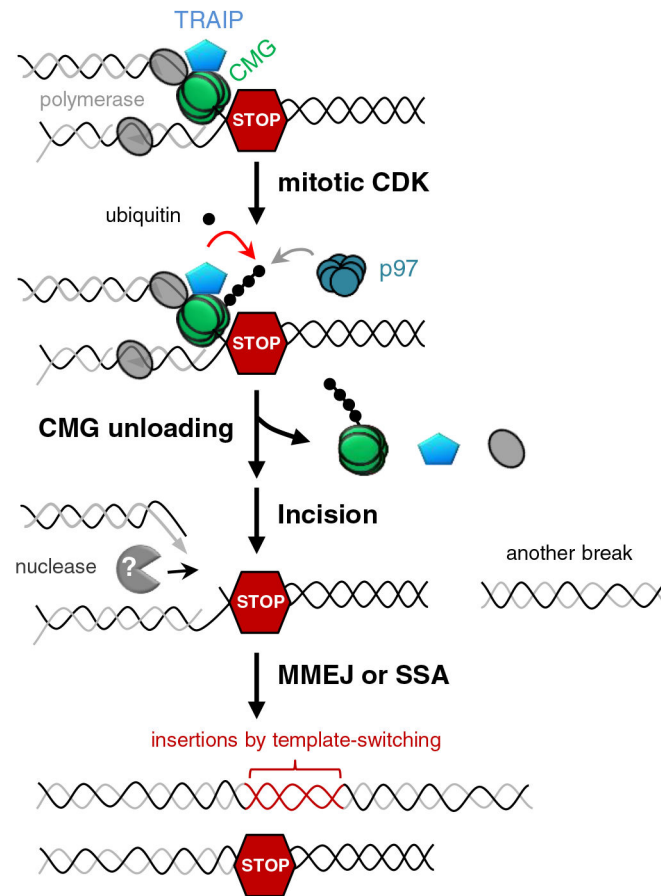 TRAIP
CMG
polymerase
STOP
mitotic CDK
ubiquitin
p97
STOP
CMG unloading
Incision
another break
nuclease
?
STOP
MMEJ or SSA
insertions by template-switching
STOP